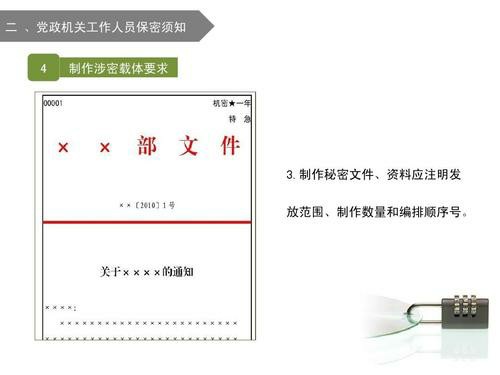 二 、党政机关工作人员保密须知
4 制作涉密载体要求
00001 机密★一年
特 急
× × 部 文 件
3.制作秘密文件、资料应注明发
放范围、制作数量和编排顺序号。
××〔2010〕1号
关于××××的通知
××××:
××××××××××××××××××××××
××××××××××××××××××××××××